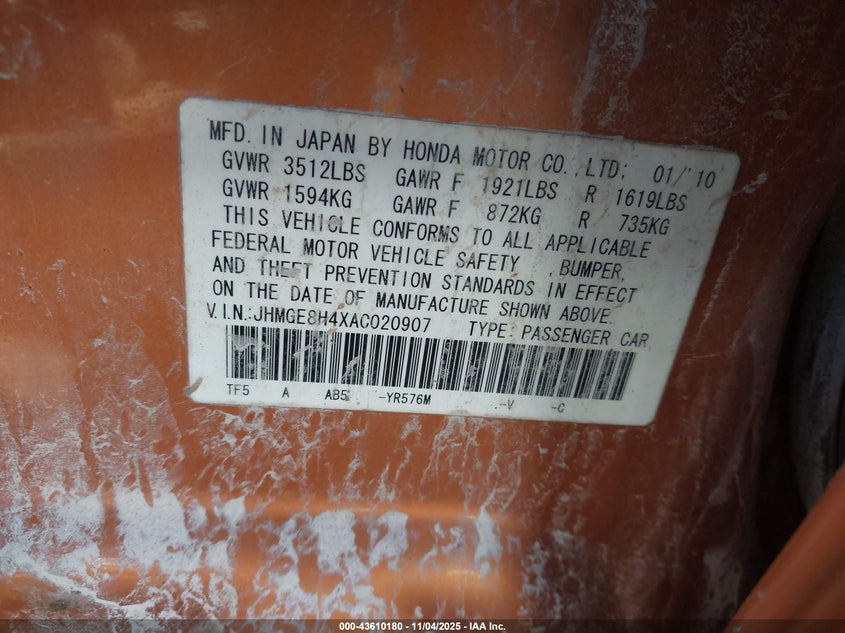 MFD. IN JAPAN BY HONDA MOTOR CO., LTD; 01/'10
GVWR 3512LBS GAWR F 1921LBS R 1619LBS
GVWR 1594KG GAWR F 872KG R 735KG
THIS VEHICLE CONFORMS TO ALL APPLICABLE
FEDERAL MOTOR VEHICLE SAFETY , BUMPER,
AND THEFT PREVENTION STANDARDS IN EFFECT
ON THE DATE OF MANUFACTURE SHOWN ABOVE.
V.I.N.:JHMGE8H4XAC020907 TYPE: PASSENGER CAR
TF5 A AB5 -YR576M -V -C
000-43610180 - 11/04/2025 - IAA Inc.